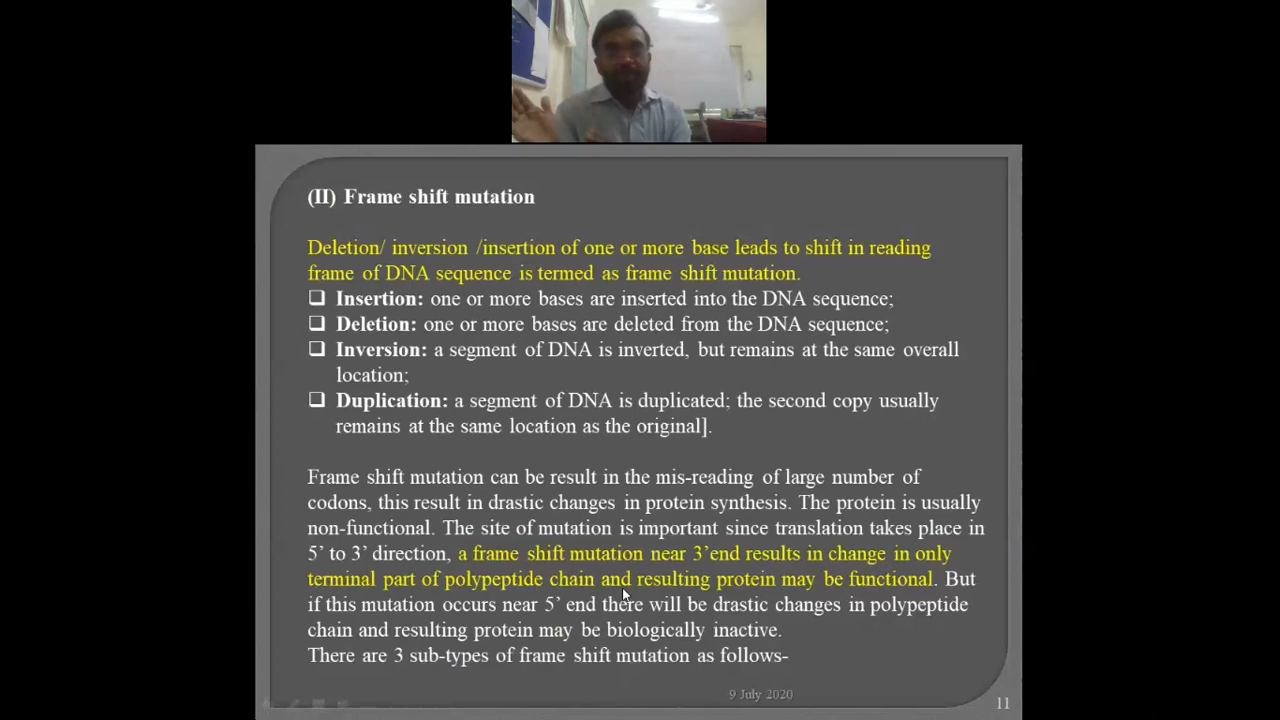 (II) Frame shift mutation
Deletion/ inversion /insertion of one or more base leads to shift in reading
frame of DNA sequence is termed as frame shift mutation.
❑ Insertion: one or more bases are inserted into the DNA sequence;
❑ Deletion: one or more bases are deleted from the DNA sequence;
❑ Inversion: a segment of DNA is inverted, but remains at the same overall
location;
❑ Duplication: a segment of DNA is duplicated; the second copy usually
remains at the same location as the original].
Frame shift mutation can be result in the mis-reading of large number of
codons, this result in drastic changes in protein synthesis. The protein is usually
non-functional. The site of mutation is important since translation takes place in
5’ to 3’ direction, a frame shift mutation near 3’end results in change in only
terminal part of polypeptide chain and resulting protein may be functional. But
if this mutation occurs near 5’ end there will be drastic changes in polypeptide
chain and resulting protein may be biologically inactive.
There are 3 sub-types of frame shift mutation as follows-
9 July 2020
11